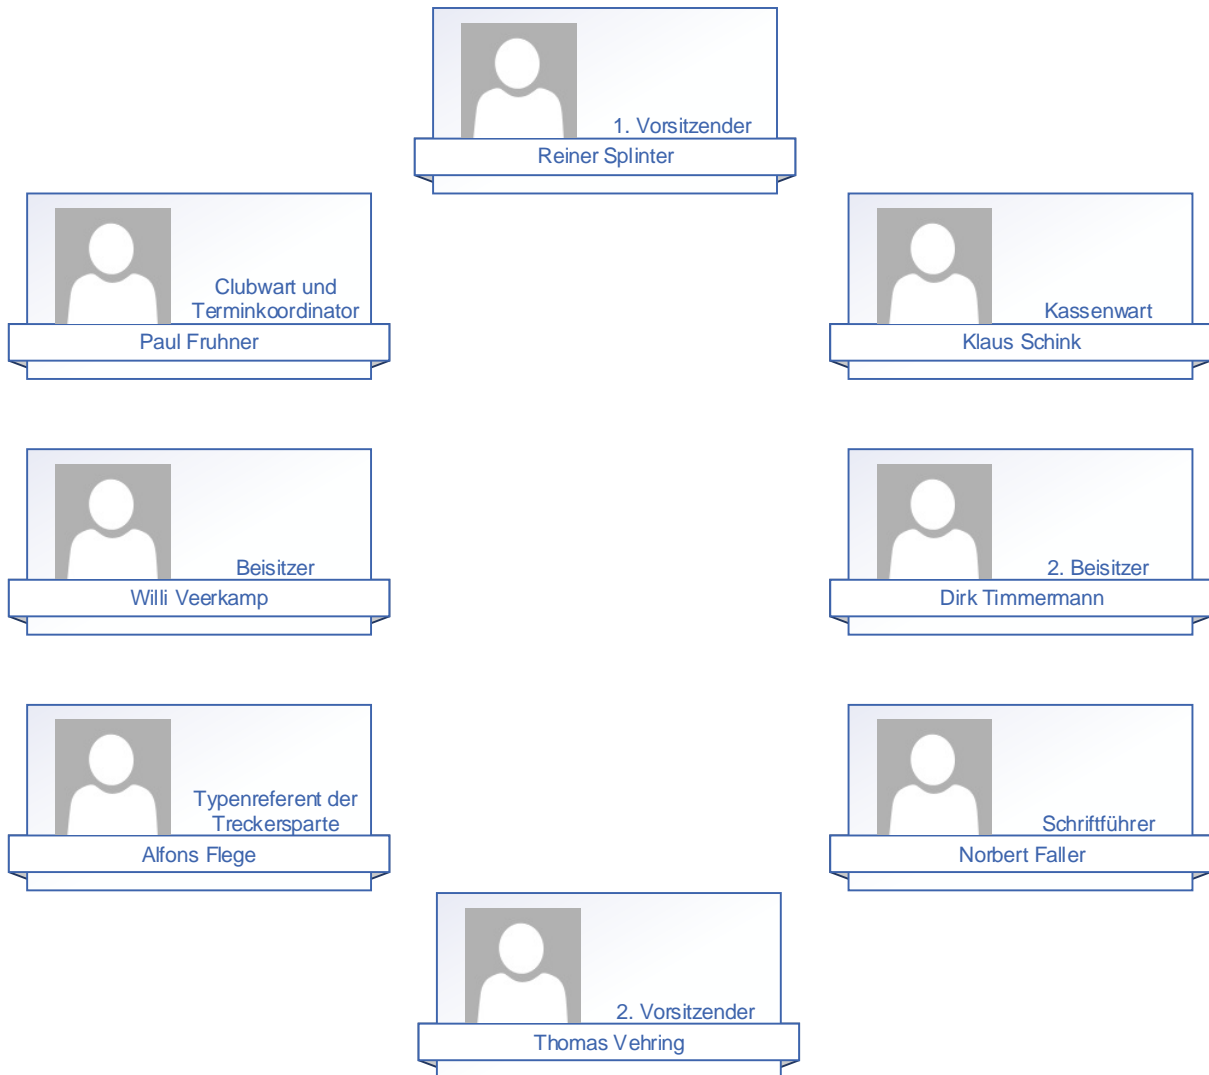 1. Vorsitzender
Reiner Splinter
Clubwart und
Terminkoordinator
Paul Fruhner
Kassenwart
Klaus Schink
Beisitzer
Willi Veerkamp
2. Beisitzer
Dirk Timmermann
Typenreferent der
Treckersparte
Alfons Flege
Schriftführer
Norbert Faller
2. Vorsitzender
Thomas Vehring